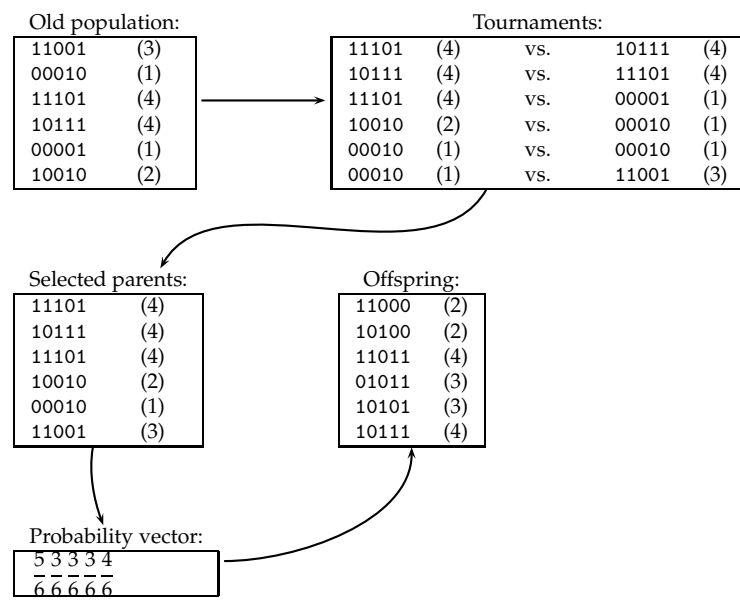 Old population:
11001 (3)
00010 (1)
11101 (4)
10111 (4)
00001 (1)
10010 (2)
Tournaments:
11101 (4) vs. 10111 (4)
10111 (4) vs. 11101 (4)
11101 (4) vs. 00001 (1)
10010 (2) vs. 00010 (1)
00010 (1) vs. 00010 (1)
00010 (1) vs. 11001 (3)
Selected parents:
11101 (4)
10111 (4)
11101 (4)
10010 (2)
00010 (1)
11001 (3)
Offspring:
11000 (2)
10100 (2)
11011 (4)
01011 (3)
10101 (3)
10111 (4)
Probability vector:
5 3 3 3 4
6 6 6 6 6